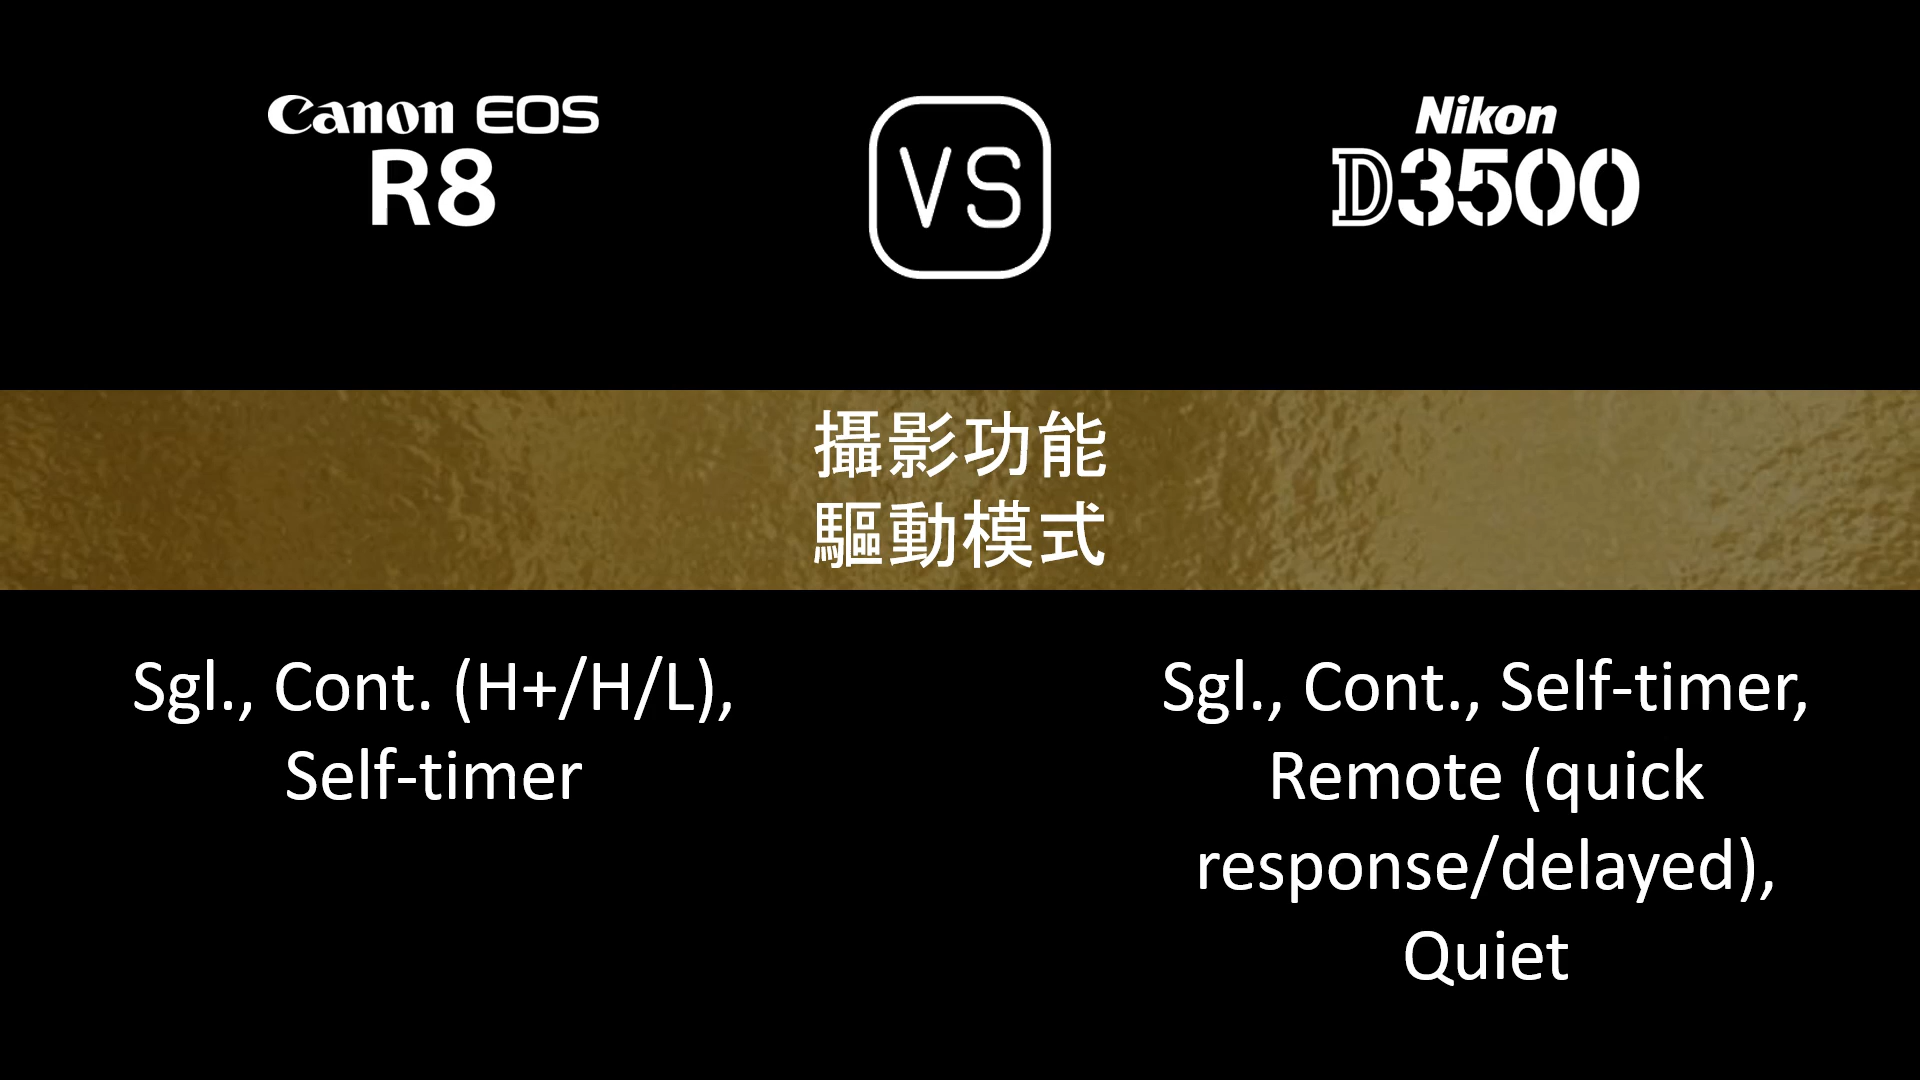 Canon EOS
R8
VS
Nikon
D3500
攝影功能
驅動模式
Sgl., Cont. (H+/H/L),
Self-timer
Sgl., Cont., Self-timer,
Remote (quick
response/delayed),
Quiet